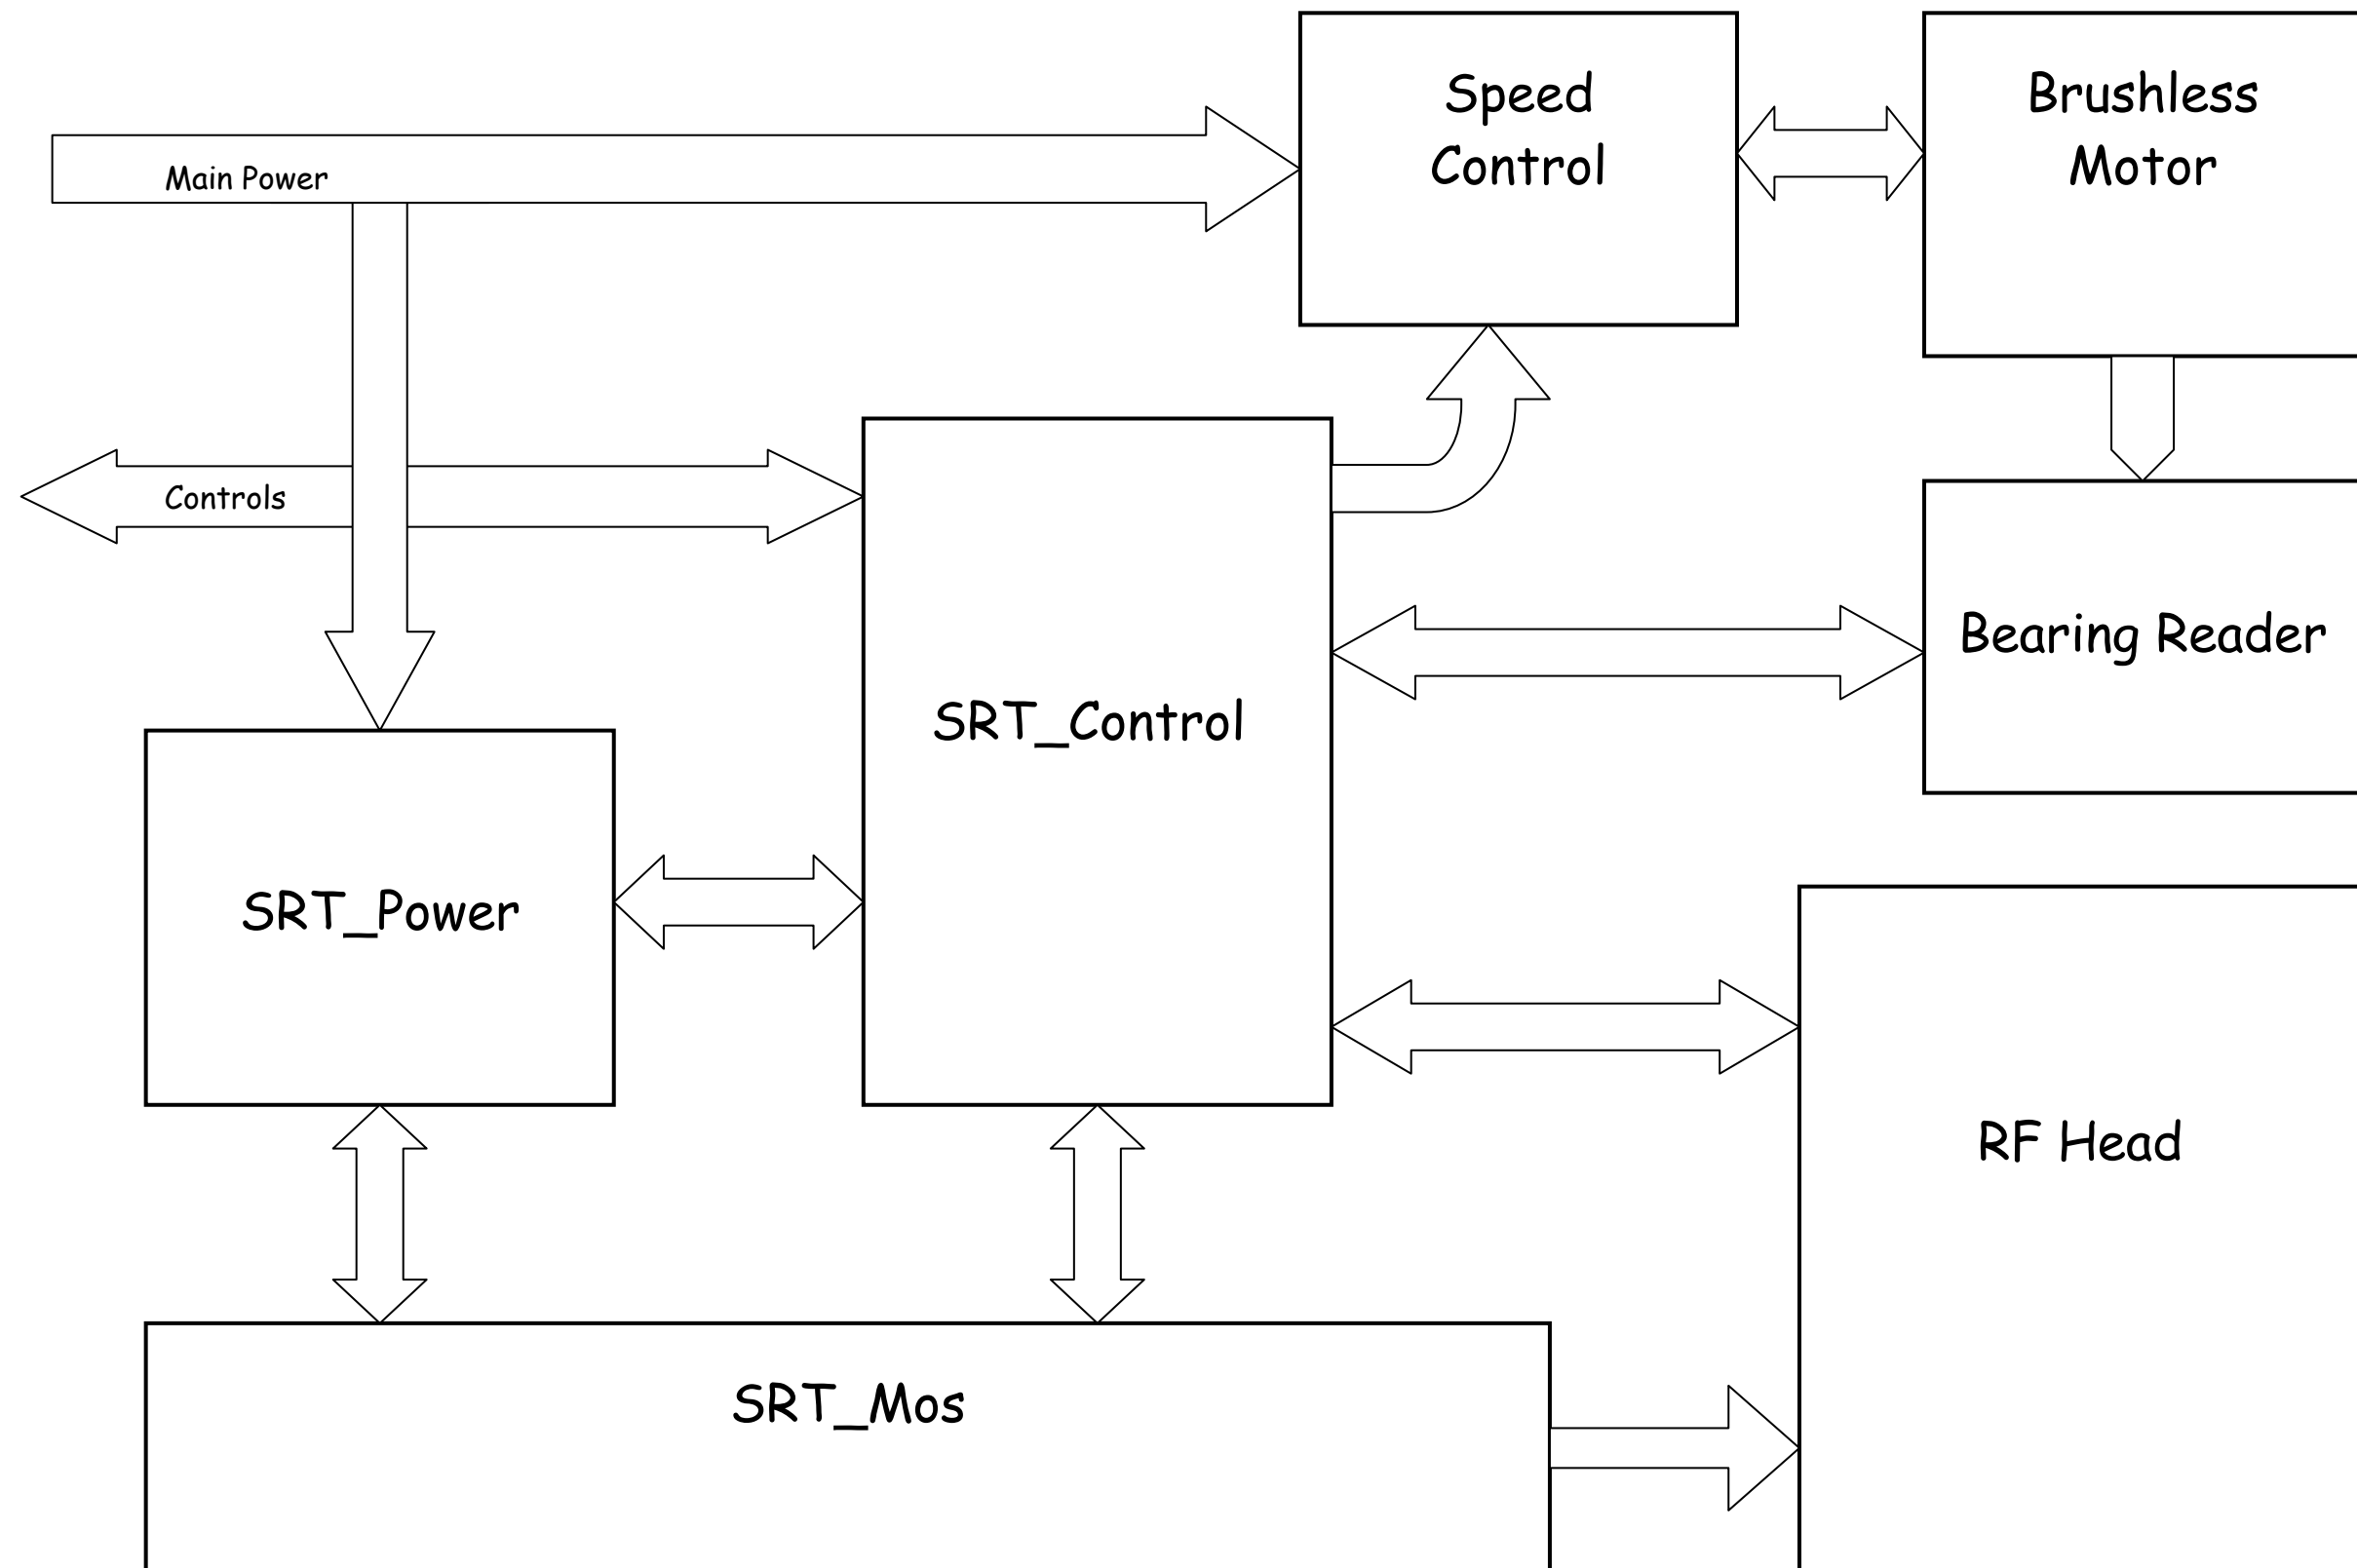 Speed
Control
Brushless
Motor
Main Power
Controls
Bearing Reader
SRT_Control
SRT_Power
RF Head
SRT_Mos